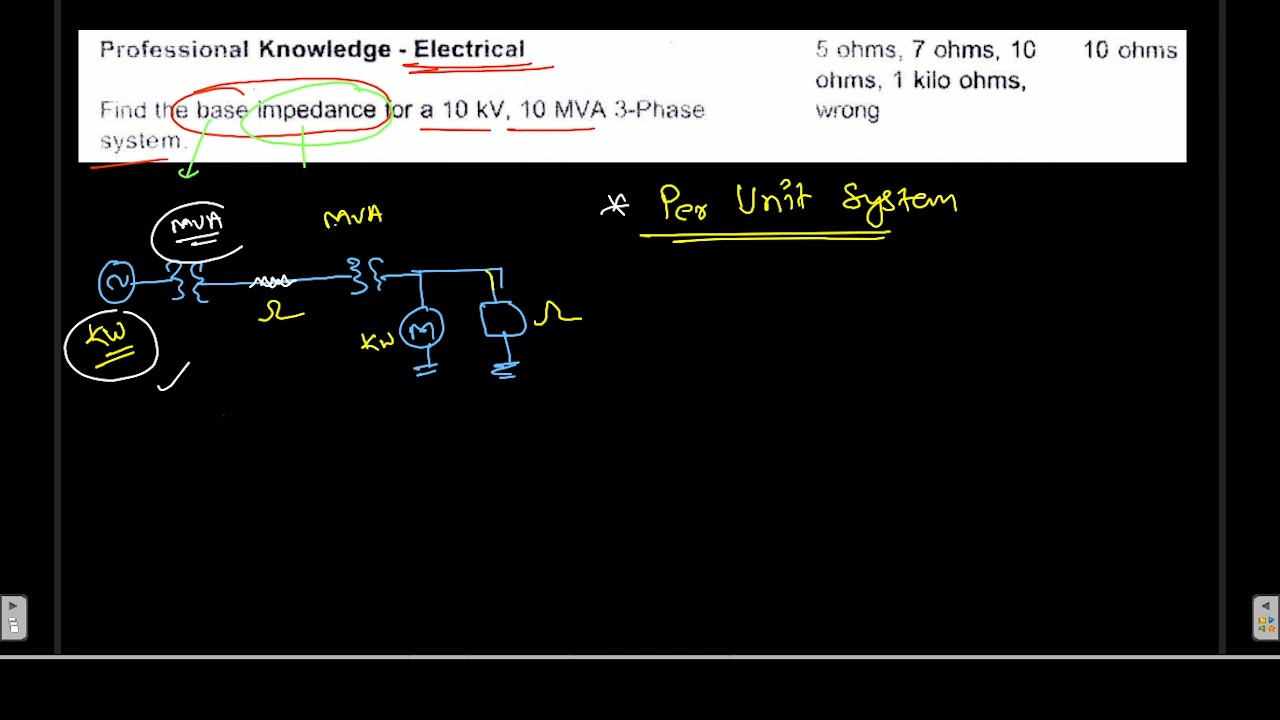 Professional Knowledge - Electrical
5 ohms, 7 ohms, 10 ohms, 1 kilo ohms, wrong
10 ohms
Find the base impedance for a 10 kV, 10 MVA 3-Phase
system.
* Per Unit System
MVA
MVA
Ω
KW
KW
M
Ω